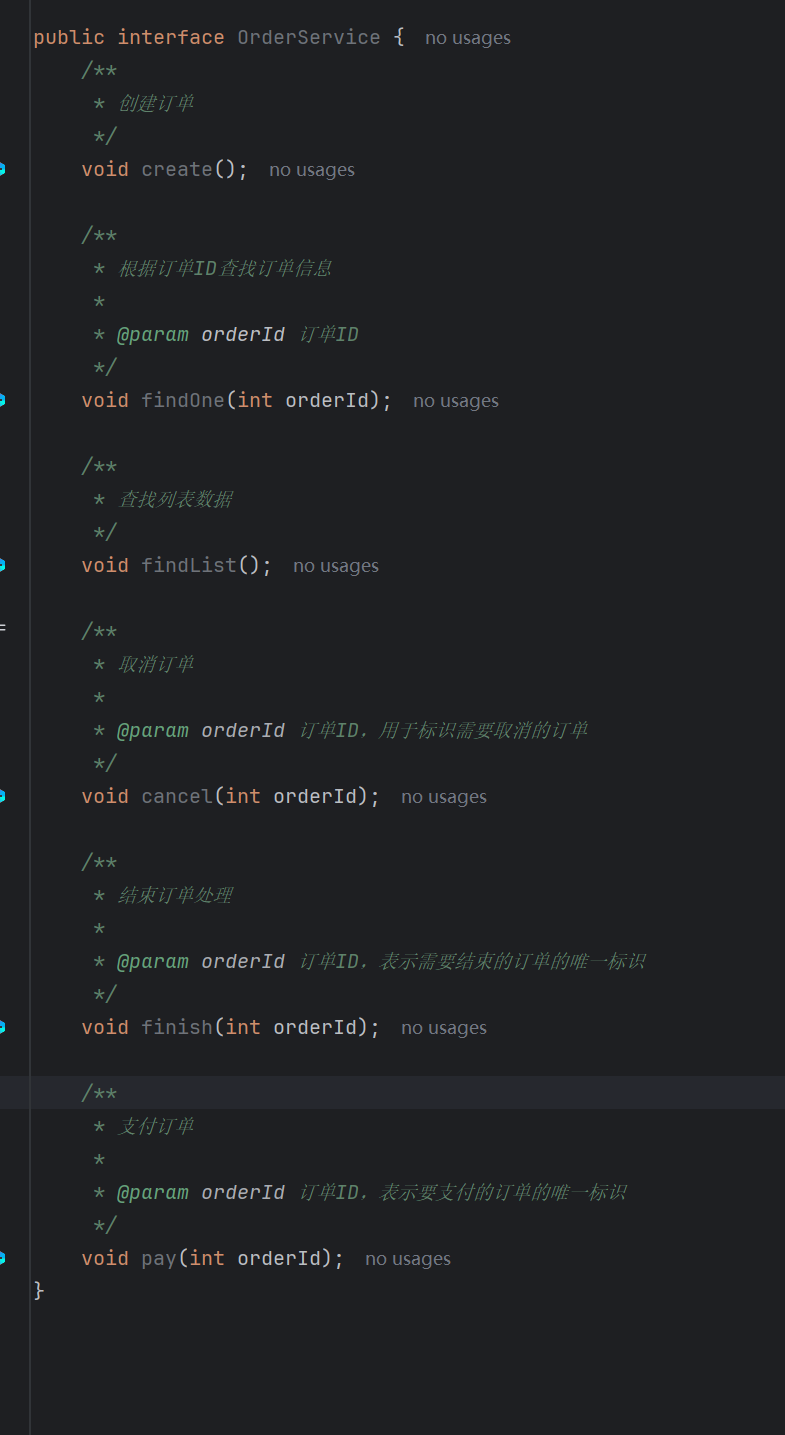 public interface OrderService {   no usages
    /**
     * 创建订单
     */
    void create();   no usages

    /**
     * 根据订单ID查找订单信息
     *
     * @param orderId 订单ID
     */
    void findOne(int orderId);   no usages

    /**
     * 查找列表数据
     */
    void findList();   no usages

    /**
     * 取消订单
     *
     * @param orderId 订单ID，用于标识需要取消的订单
     */
    void cancel(int orderId);   no usages

    /**
     * 结束订单处理
     *
     * @param orderId 订单ID，表示需要结束的订单的唯一标识
     */
    void finish(int orderId);   no usages

    /**
     * 支付订单
     *
     * @param orderId 订单ID，表示要支付的订单的唯一标识
     */
    void pay(int orderId);   no usages
}